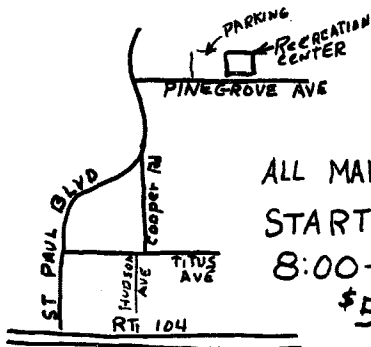 PARKING
RECREATION
CENTER
PINEGROVE AVE
ST PAUL BLVD
Cooper Rd
HUDSON
AVE
TITUS
AVE
RT 104
ALL MA
START
8:00-
$